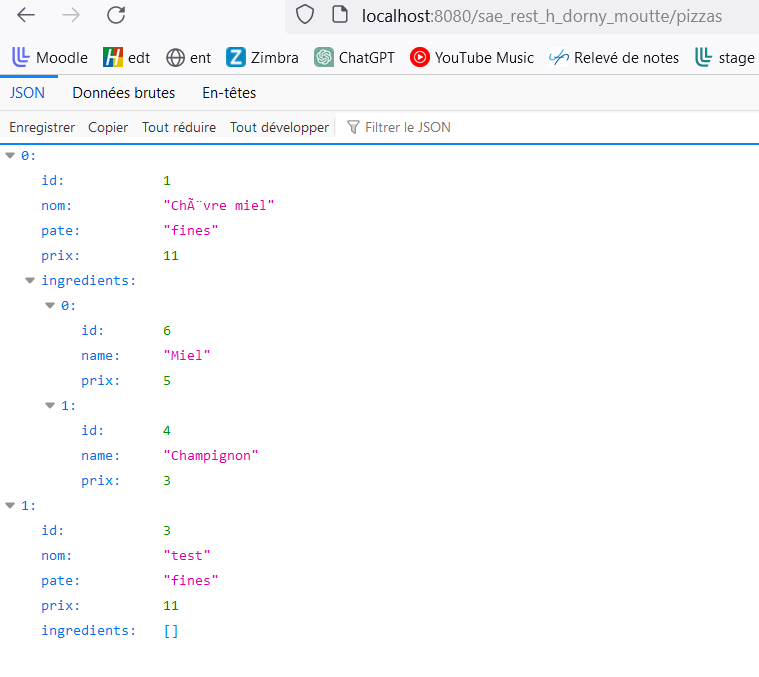 localhost:8080/sae_rest_h_dorny_moutte/pizzas
Moodle edt ent Zimbra ChatGPT YouTube Music Relevé de notes stage
JSON Données brutes En-têtes
Enregistrer Copier Tout réduire Tout développer Filtrer le JSON
0:
id: 1
nom: "ChÃ¨vre miel"
pate: "fines"
prix: 11
ingredients:
0:
id: 6
name: "Miel"
prix: 5
1:
id: 4
name: "Champignon"
prix: 3
1:
id: 3
nom: "test"
pate: "fines"
prix: 11
ingredients: []